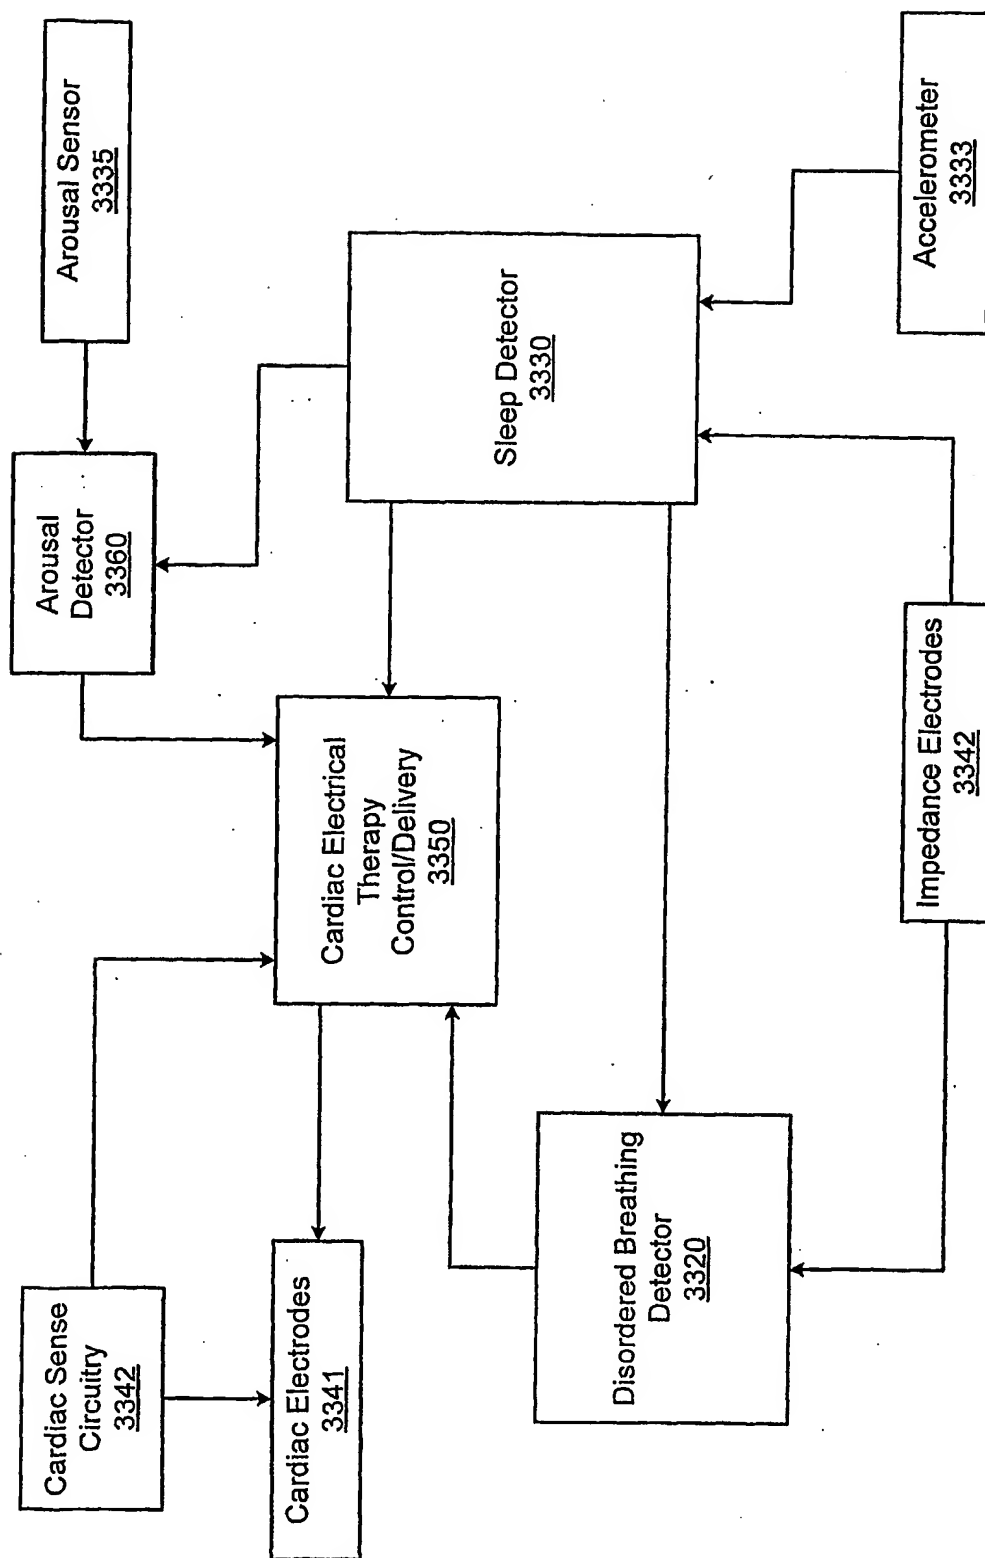 Cardiac Sense
Circuitry
3342
Arousal
Detector
3360
Arousal Sensor
3335
Cardiac Electrodes
3341
Cardiac Electrical
Therapy
Control/Delivery
3350
Sleep Detector
3330
Disordered Breathing
Detector
3320
Impedance Electrodes
3342
Accelerometer
3333